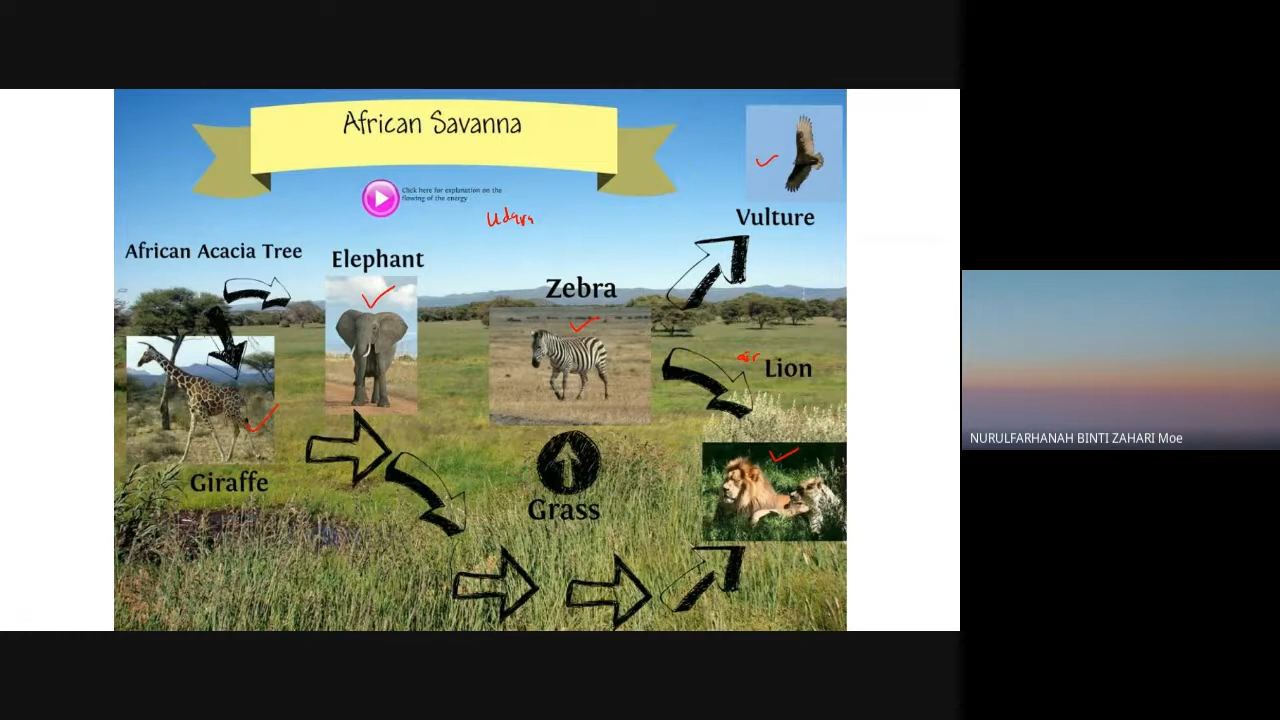 African Savanna
Click here for explanation on the
flowing of the energy
Udara
Vulture
African Acacia Tree
Elephant
Zebra
air
Lion
Giraffe
Grass
NURULFARHANAH BINTI ZAHARI Moe